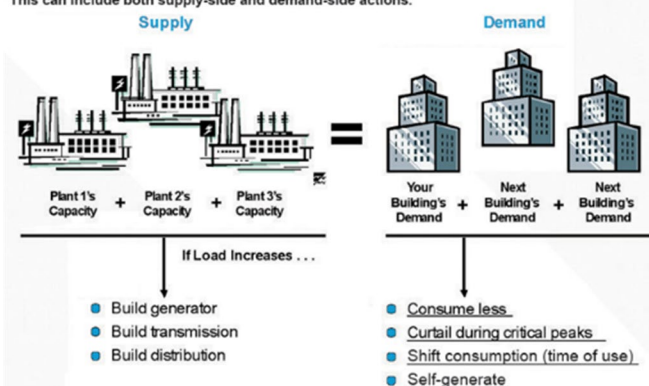 This can include both supply-side and demand-side actions.
Supply
Demand
=
Plant 1's
Capacity
+
Plant 2's
Capacity
+
Plant 3's
Capacity
Your
Building's
Demand
+
Next
Building's
Demand
+
Next
Building's
Demand
If Load Increases . . .
Build generator
Build transmission
Build distribution
Consume less
Curtail during critical peaks
Shift consumption (time of use)
Self-generate